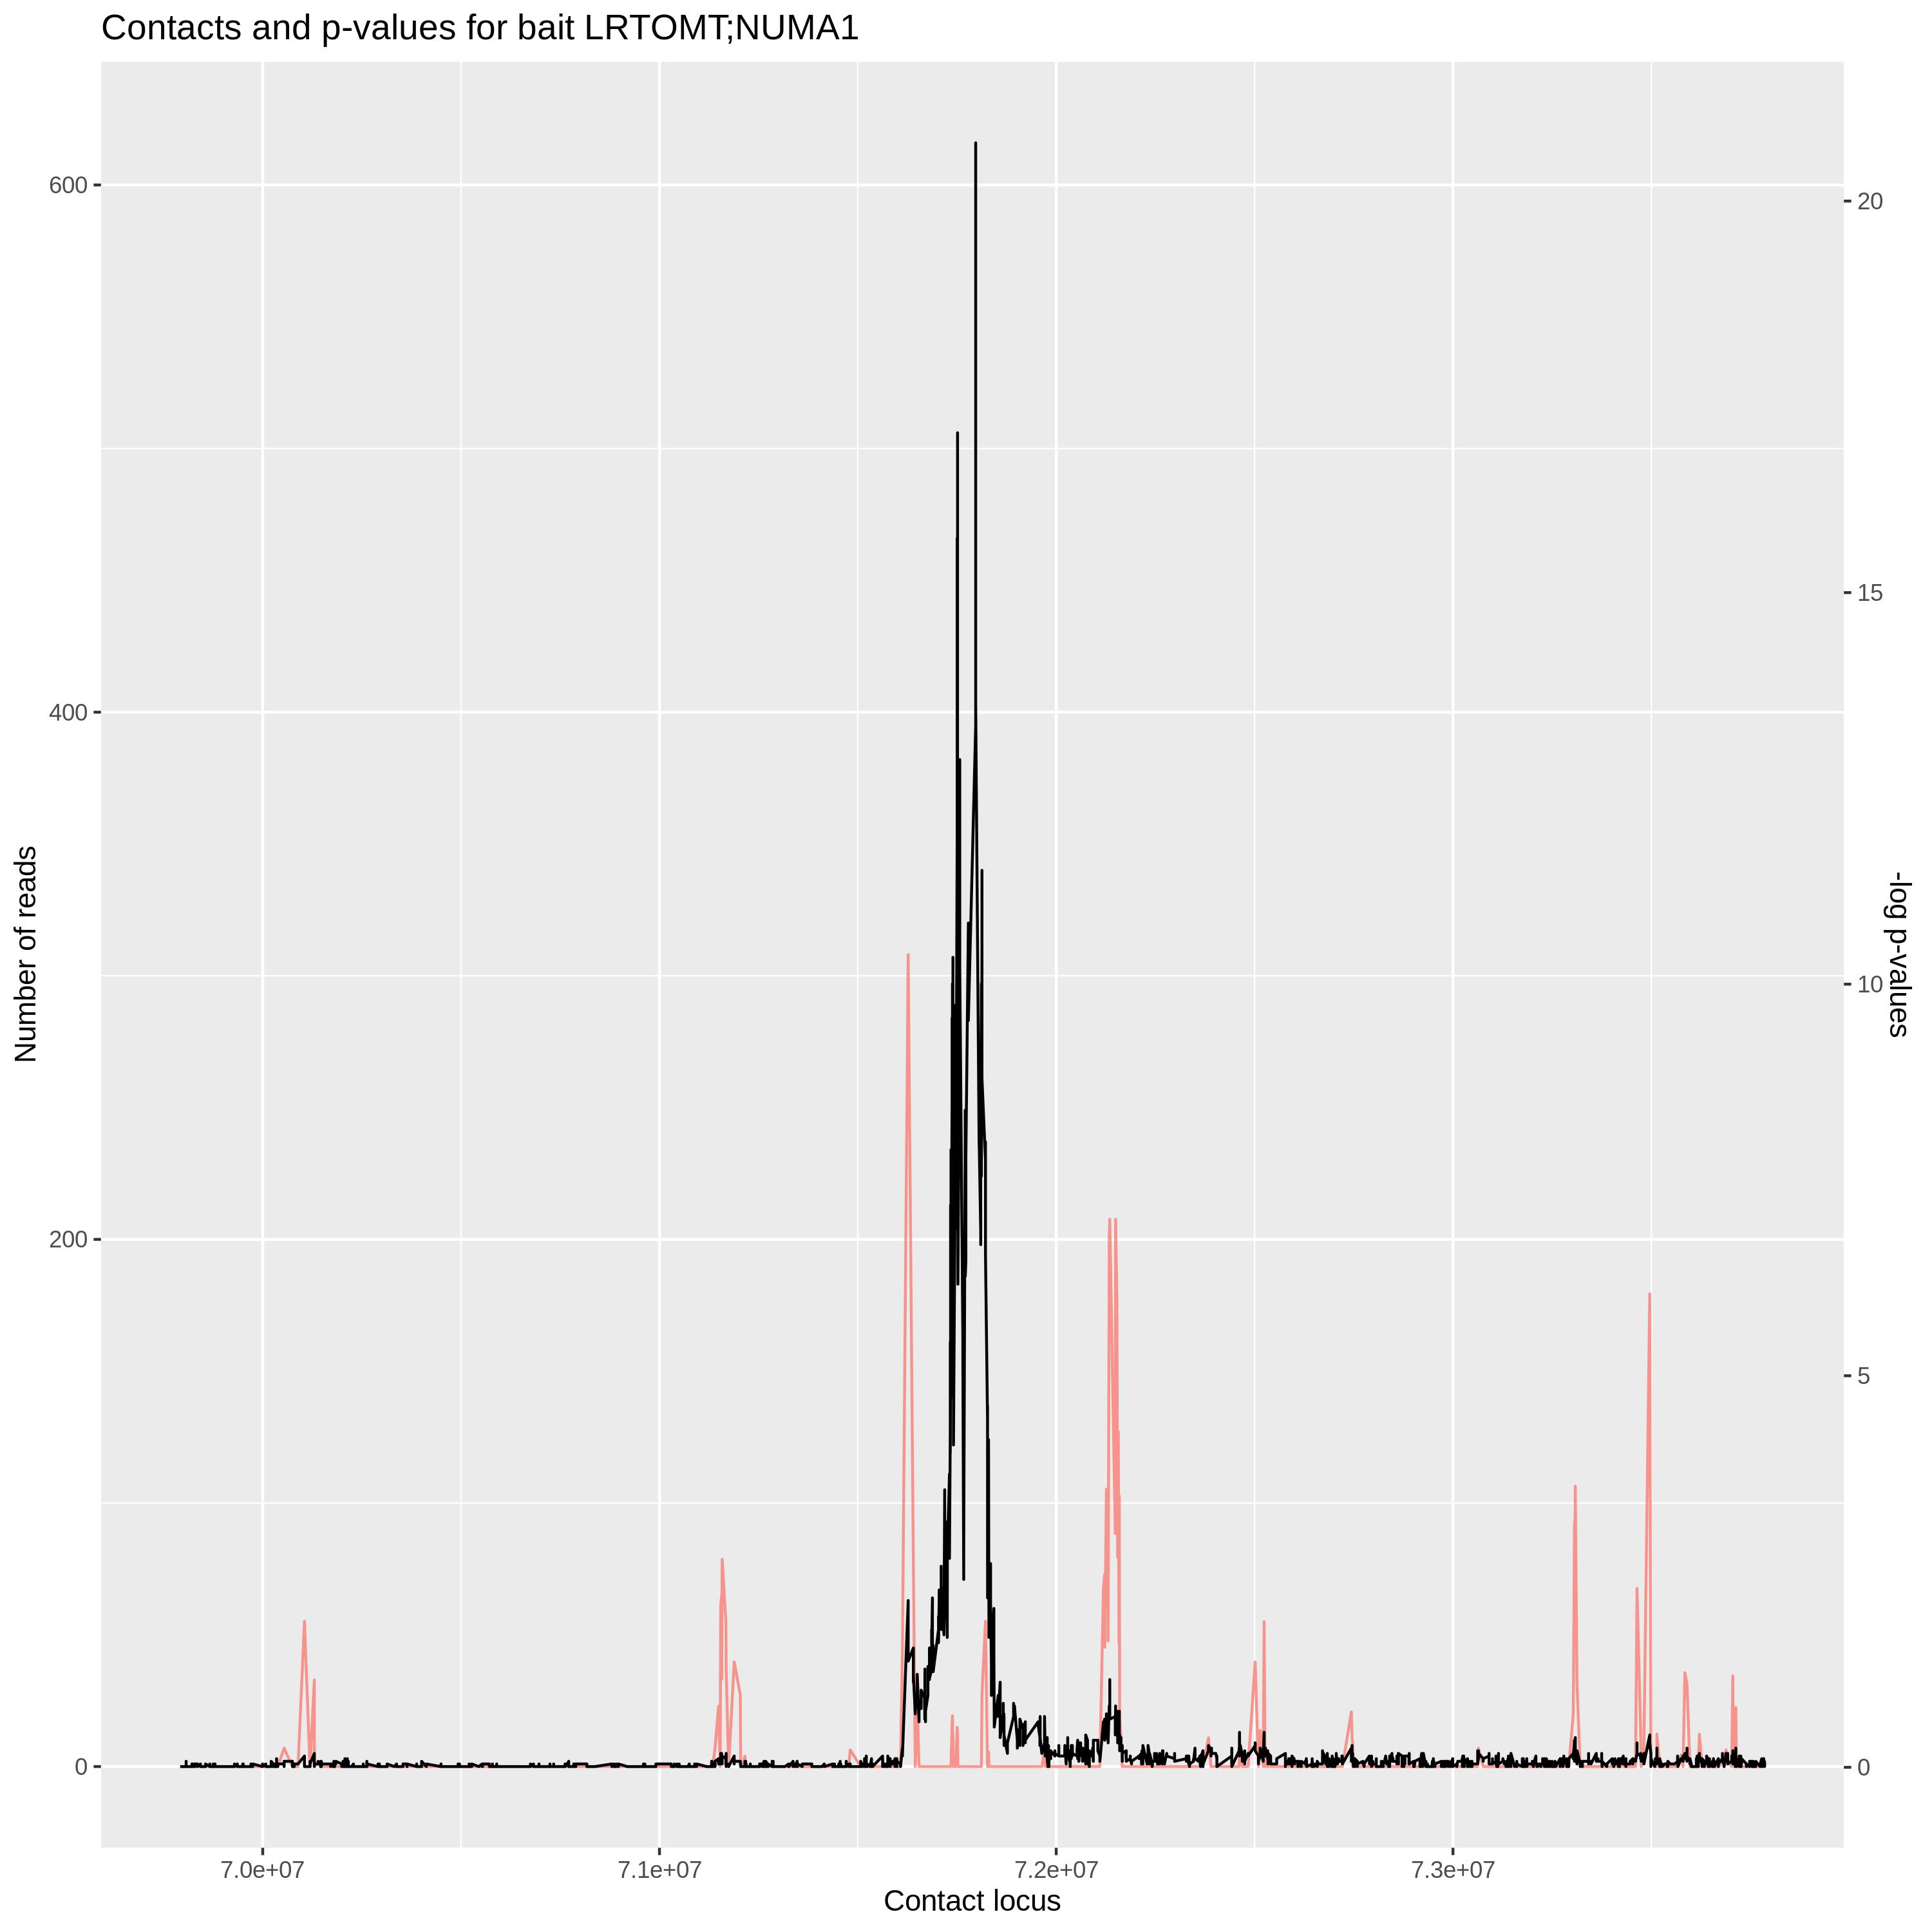 Contacts and p-values for bait LRTOMT;NUMA1
600
400
200
0
Number of reads
20
15
10
5
0
-log p-values
7.0e+07
7.1e+07
7.2e+07
7.3e+07
Contact locus